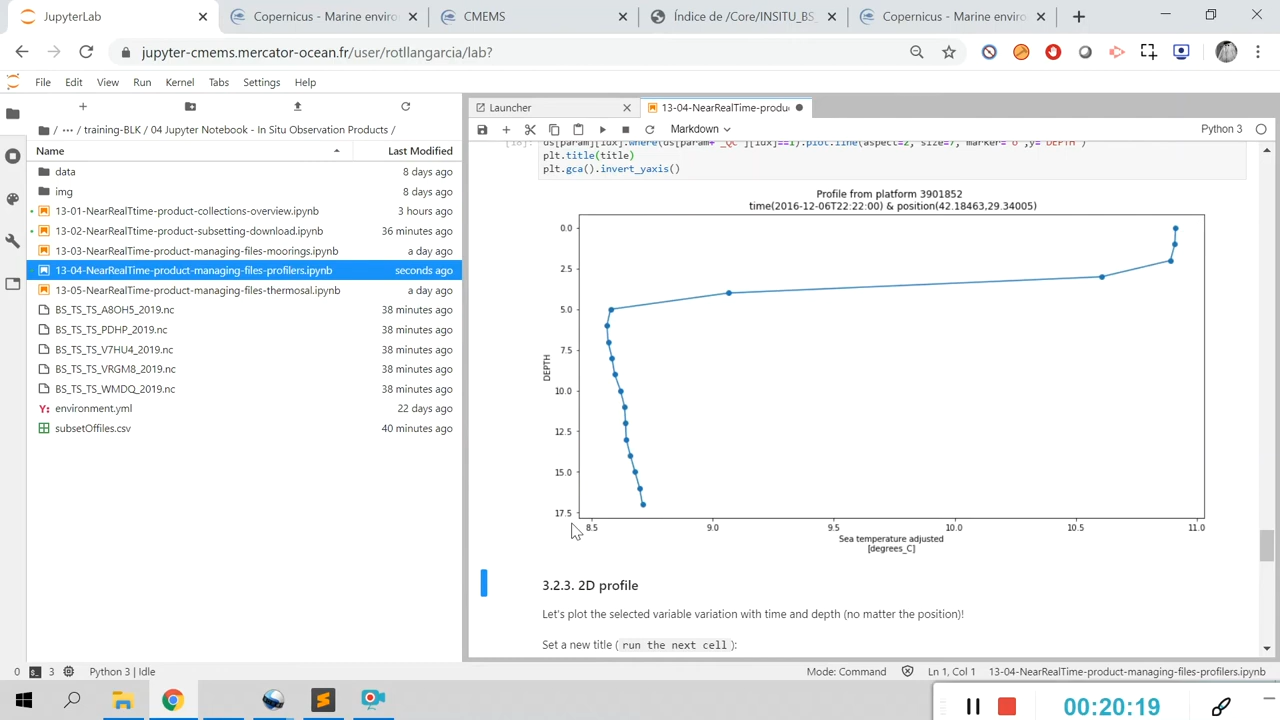 JupyterLab
Copernicus - Marine enviro
CMEMS
Índice de /Core/INSITU_BS_
Copernicus - Marine enviro
jupyter-cmems.mercator-ocean.fr/user/rotllangarcia/lab?
File Edit View Run Kernel Tabs Settings Help
/ ··· / training-BLK / 04 Jupyter Notebook - In Situ Observation Products /
Name Last Modified
data 8 days ago
img 8 days ago
13-01-NearRealTtime-product-collections-overview.ipynb 3 hours ago
13-02-NearRealTtime-product-subsetting-download.ipynb 36 minutes ago
13-03-NearRealTime-product-managing-files-moorings.ipynb a day ago
13-04-NearRealTime-product-managing-files-profilers.ipynb seconds ago
13-05-NearRealTime-product-managing-files-thermosal.ipynb a day ago
BS_TS_TS_A8OH5_2019.nc 38 minutes ago
BS_TS_TS_PDHP_2019.nc 38 minutes ago
BS_TS_TS_V7HU4_2019.nc 38 minutes ago
BS_TS_TS_VRGM8_2019.nc 38 minutes ago
BS_TS_TS_WMDQ_2019.nc 38 minutes ago
Y: environment.yml 22 days ago
subsetOffiles.csv 40 minutes ago
Launcher
13-04-NearRealTime-produc
Markdown
Python 3
plt.title(title)
plt.gca().invert_yaxis()
Profile from platform 3901852
time(2016-12-06T22:22:00) & position(42.18463,29.34005)
0.0
2.5
5.0
7.5
10.0
12.5
15.0
17.5
DEPTH
8.5 9.0 9.5 10.0 10.5 11.0
Sea temperature adjusted
[degrees_C]
3.2.3. 2D profile
Let's plot the selected variable variation with time and depth (no matter the position)!
Set a new title ( run the next cell ):
0 3 Python 3 | Idle
Mode: Command Ln 1, Col 1 13-04-NearRealTime-product-managing-files-profilers.ipynb
00:20:19